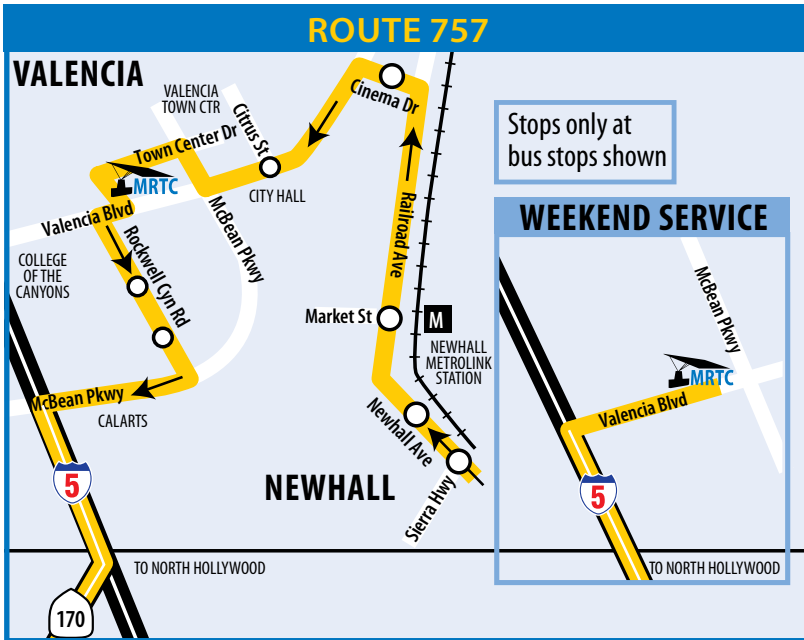 ROUTE 757
VALENCIA
VALENCIA
TOWN CTR
Citrus St
Cinema Dr
Town Center Dr
MRTC
CITY HALL
Valencia Blvd
McBean Pkwy
COLLEGE
OF THE
CANYONS
Rockwell Cyn Rd
Railroad Ave
Market St
M
NEWHALL
METROLINK
STATION
McBean Pkwy
CALARTS
Newhall Ave
5
NEWHALL
Sierra Hwy
TO NORTH HOLLYWOOD
170
Stops only at
bus stops shown
WEEKEND SERVICE
McBean Pkwy
MRTC
Valencia Blvd
5
TO NORTH HOLLYWOOD